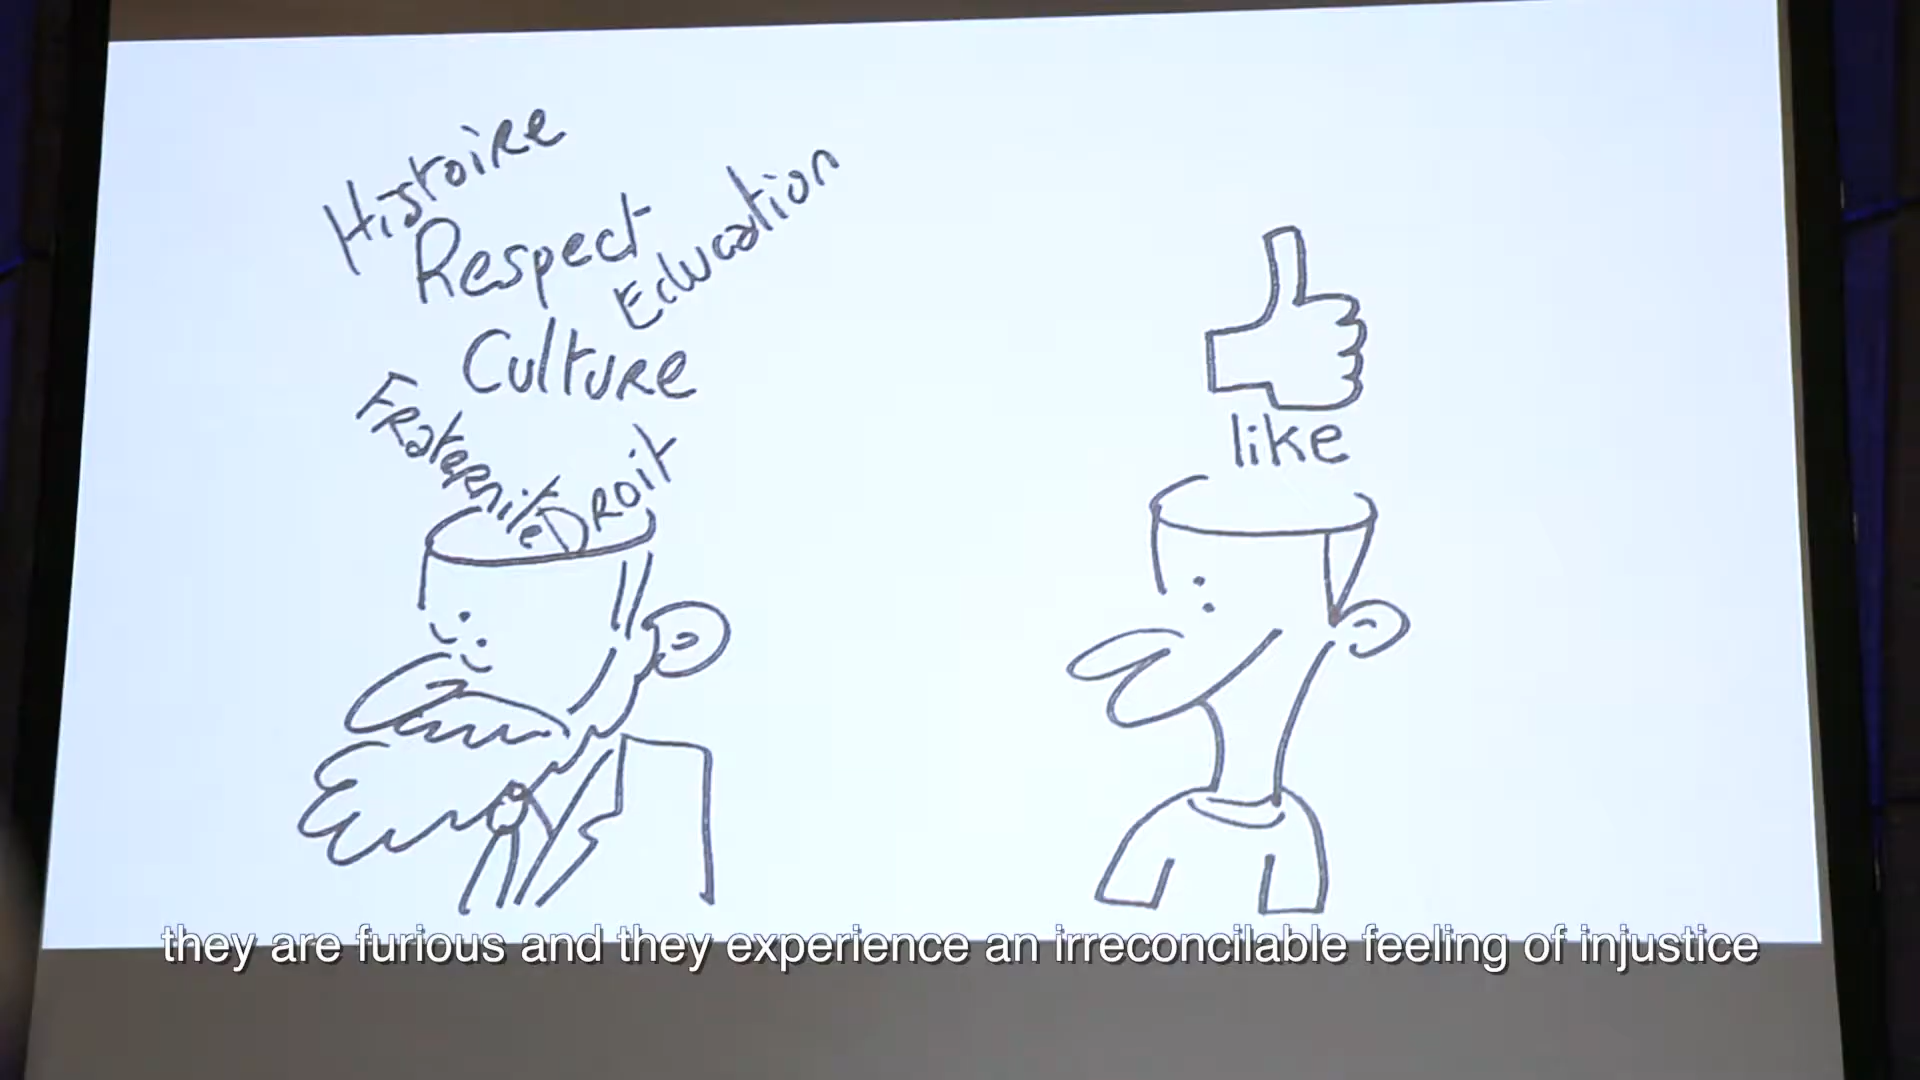 Histoire
Respect
Education
Culture
Fraternité
Droit
like
they are furious and they experience an irreconcilable feeling of injustice